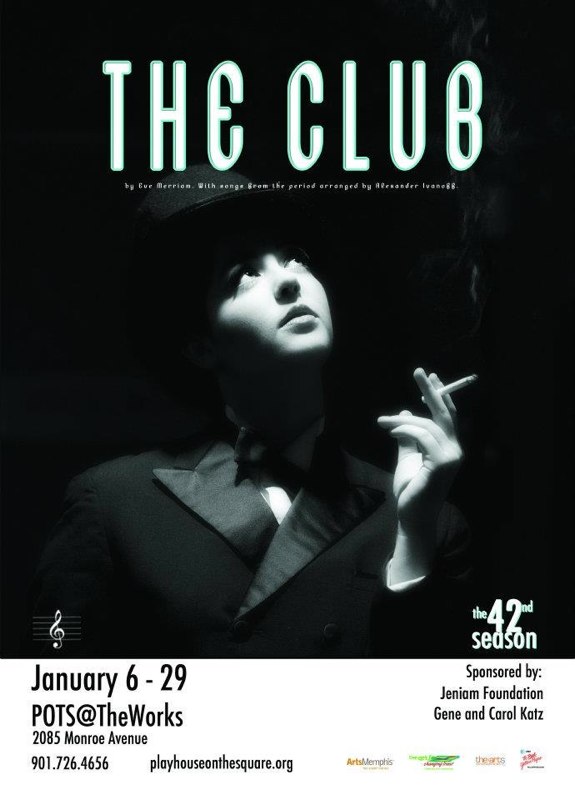 THE CLUB
by Eve Merriam. With songs from the period arranged by Alexander Ivanoff.
the 42nd season
January 6 - 29
POTS@TheWorks
2085 Monroe Avenue
901.726.4656
playhouseonthesquare.org
Sponsored by:
Jeniam Foundation
Gene and Carol Katz
ArtsMemphis
the:arts